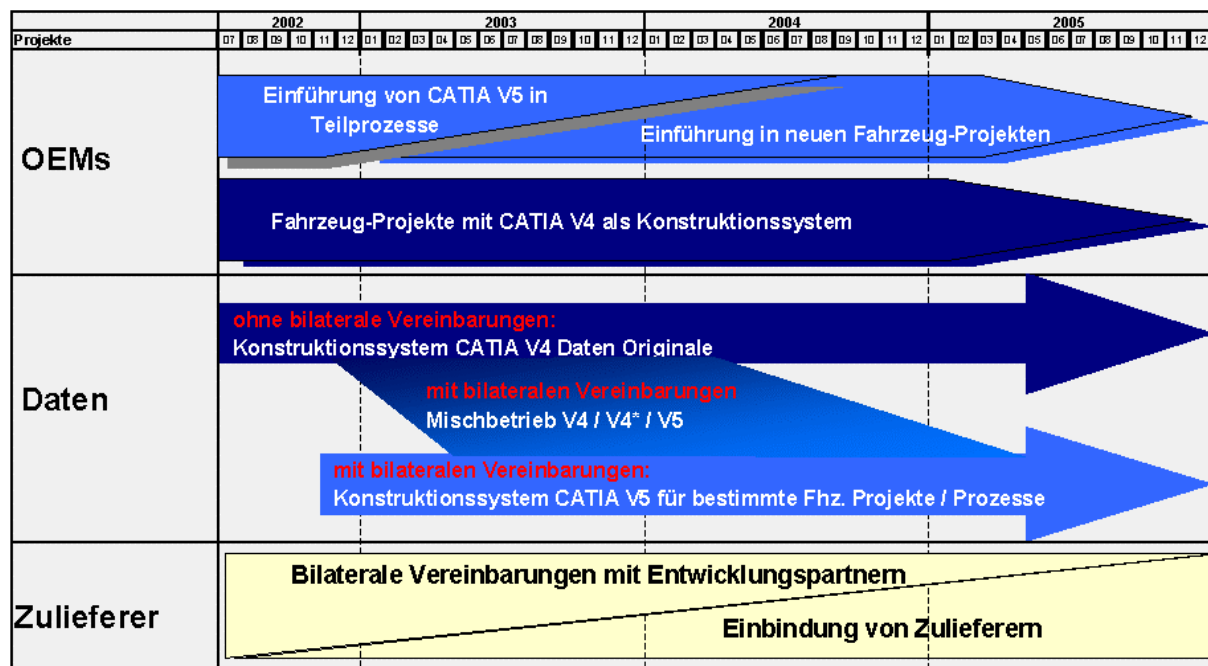 2002 2003 2004 2005
Projekte 07 08 09 10 11 12 01 02 03 04 05 06 07 08 09 10 11 12 01 02 03 04 05 06 07 08 09 10 11 12 01 02 03 04 05 06 07 08 09 10 11 12
OEMs
Einführung von CATIA V5 in
Teilprozesse
Einführung in neuen Fahrzeug-Projekten
Fahrzeug-Projekte mit CATIA V4 als Konstruktionssystem
Daten
ohne bilaterale Vereinbarungen:
Konstruktionssystem CATIA V4 Daten Originale
mit bilateralen Vereinbarungen
Mischbetrieb V4 / V4* / V5
mit bilateralen Vereinbarungen:
Konstruktionssystem CATIA V5 für bestimmte Fhz. Projekte / Prozesse
Zulieferer
Bilaterale Vereinbarungen mit Entwicklungspartnern
Einbindung von Zulieferern